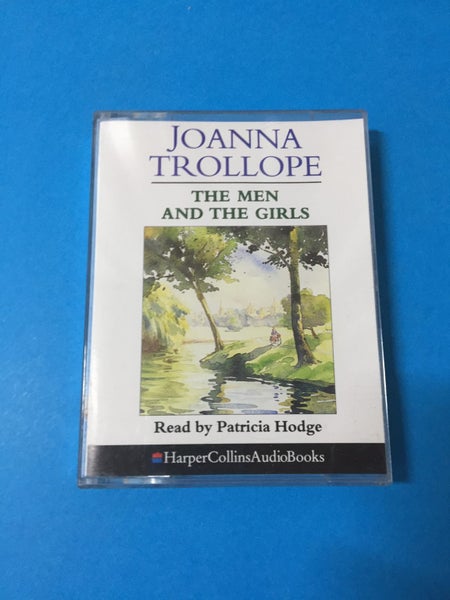 JOANNA
TROLLOPE
THE MEN
AND THE GIRLS
Read by Patricia Hodge
HarperCollinsAudioBooks